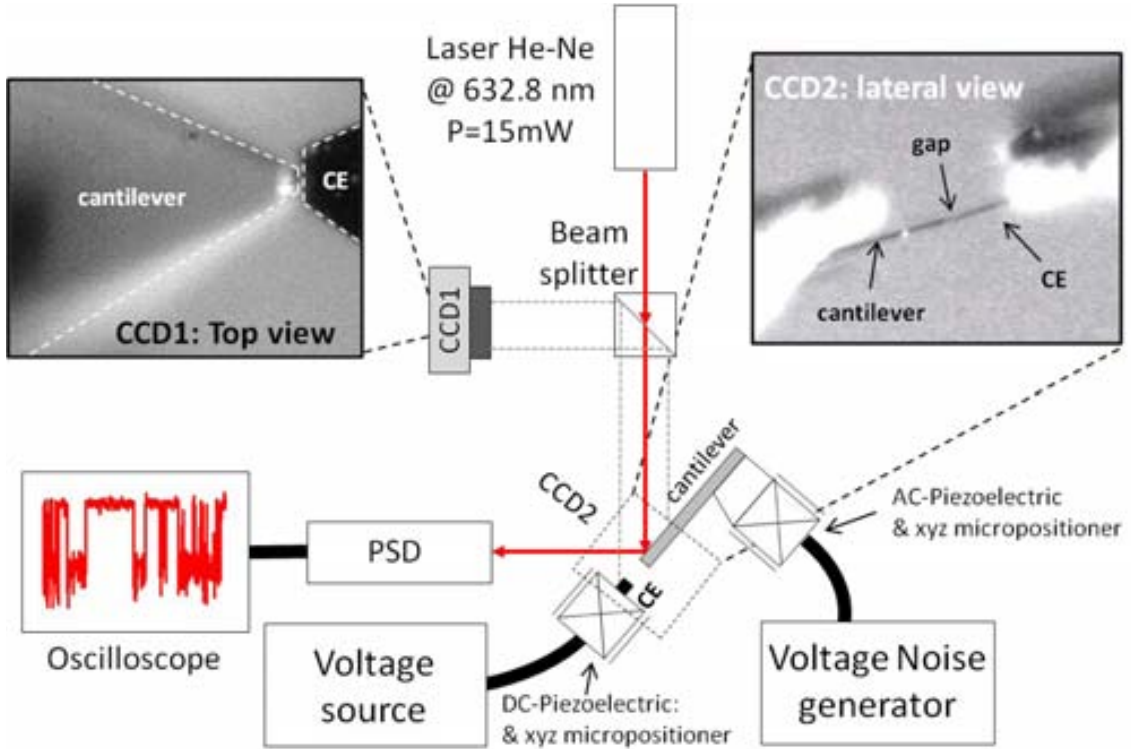 Laser He-Ne
@ 632.8 nm
P=15mW
cantilever
CE
CCD1: Top view
CCD2: lateral view
gap
CE
cantilever
Beam
splitter
CCD1
CCD2
cantilever
AC-Piezoelectric
& xyz micropositioner
PSD
CE
Oscilloscope
Voltage
source
DC-Piezoelectric:
& xyz micropositioner
Voltage Noise
generator